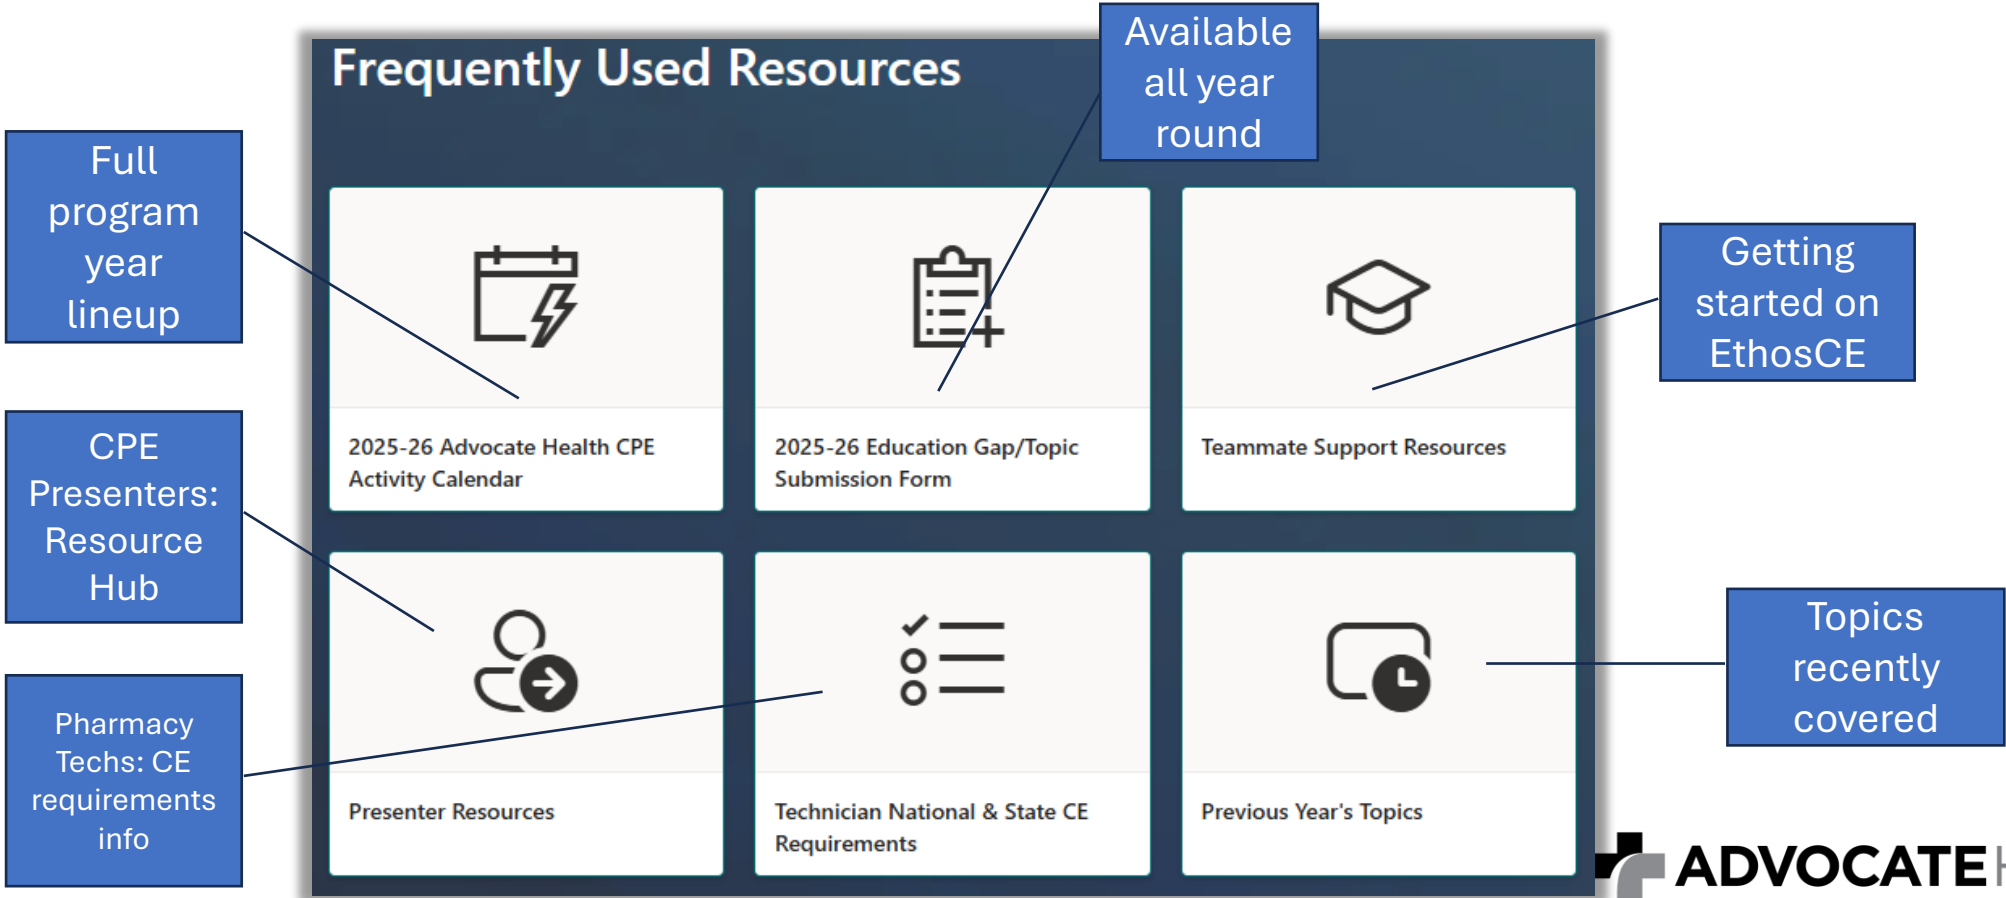 Frequently Used Resources
Available
all year
round
Full
program
year
lineup
Getting
started on
EthosCE
2025-26 Advocate Health CPE
Activity Calendar
2025-26 Education Gap/Topic
Submission Form
Teammate Support Resources
CPE
Presenters:
Resource
Hub
Topics
recently
covered
Pharmacy
Techs: CE
requirements
info
Presenter Resources
Technician National & State CE
Requirements
Previous Year's Topics
ADVOCATE